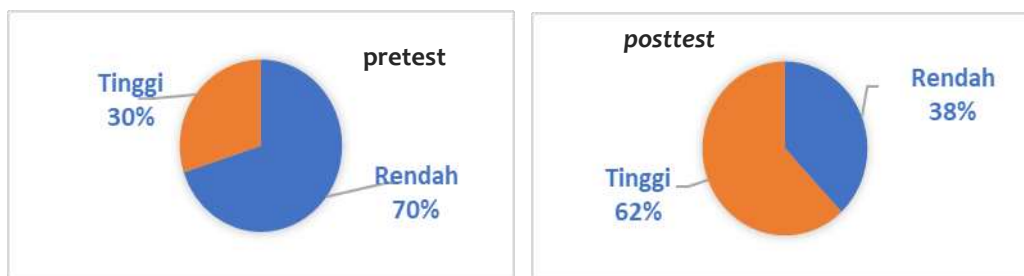 pretest
Tinggi
30%
Rendah
70%
posttest
Rendah
38%
Tinggi
62%